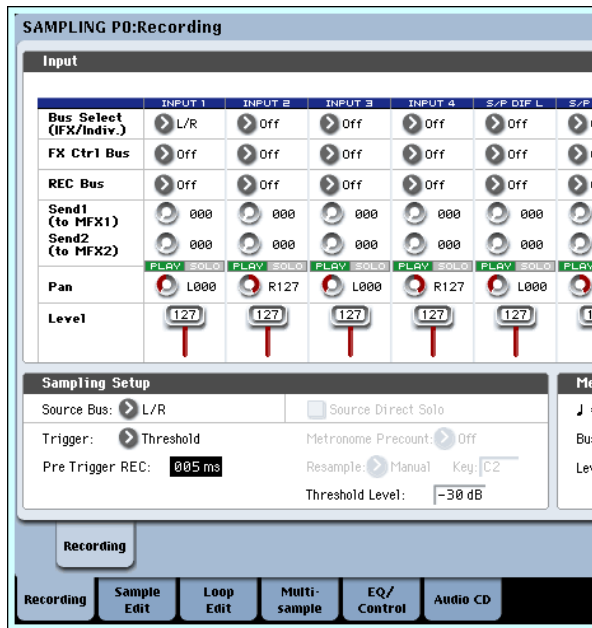 SAMPLING P0:Recording
Input
INPUT 1 INPUT 2 INPUT 3 INPUT 4 S/P DIF L S/P
Bus Select
(IFX/Indiv.) L/R Off Off Off Off
FX Ctrl Bus Off Off Off Off Off
REC Bus Off Off Off Off Off
Send1
(to MFX1) 000 000 000 000 000
Send2
(to MFX2) 000 000 000 000 000
PLAY SOLO PLAY SOLO PLAY SOLO PLAY SOLO PLAY SOLO PLAY
Pan L000 R127 L000 R127 L000
Level 127 127 127 127 127
Sampling Setup
Source Bus: L/R Source Direct Solo
Trigger: Threshold Metronome Precount: Off
Pre Trigger REC: 005 ms Resample: Manual Key: C2
Threshold Level: -30 dB
Me
♩ =
Bu
Lev
Recording
Recording Sample Edit Loop Edit Multi-sample EQ/Control Audio CD